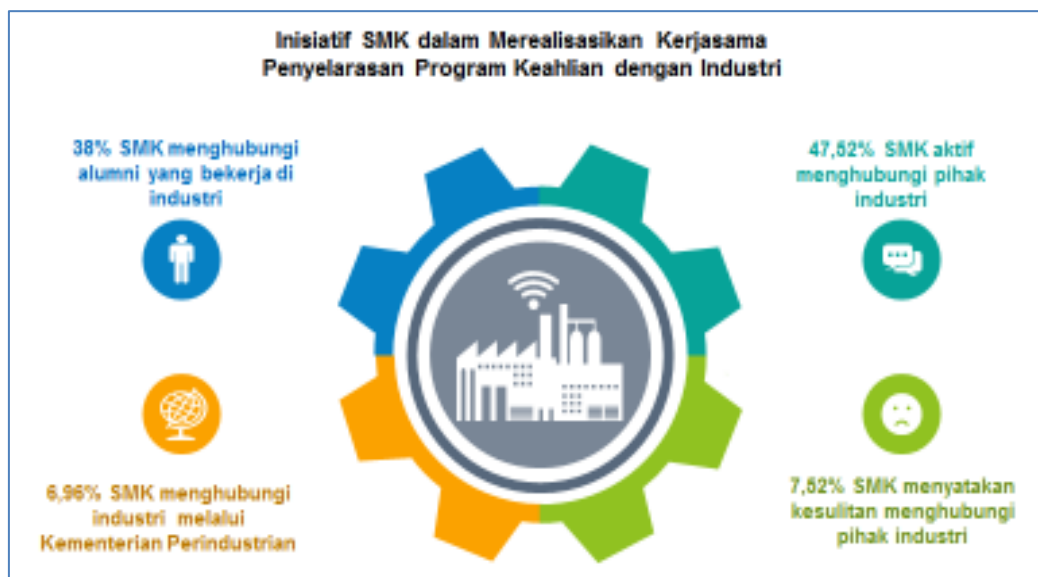 Inisiatif SMK dalam Merealisasikan Kerjasama
Penyelarasan Program Keahlian dengan Industri
38% SMK menghubungi
alumni yang bekerja di
industri
47,52% SMK aktif
menghubungi pihak
industri
6,96% SMK menghubungi
industri melalui
Kementerian Perindustrian
7,52% SMK menyatakan
kesulitan menghubungi
pihak industri